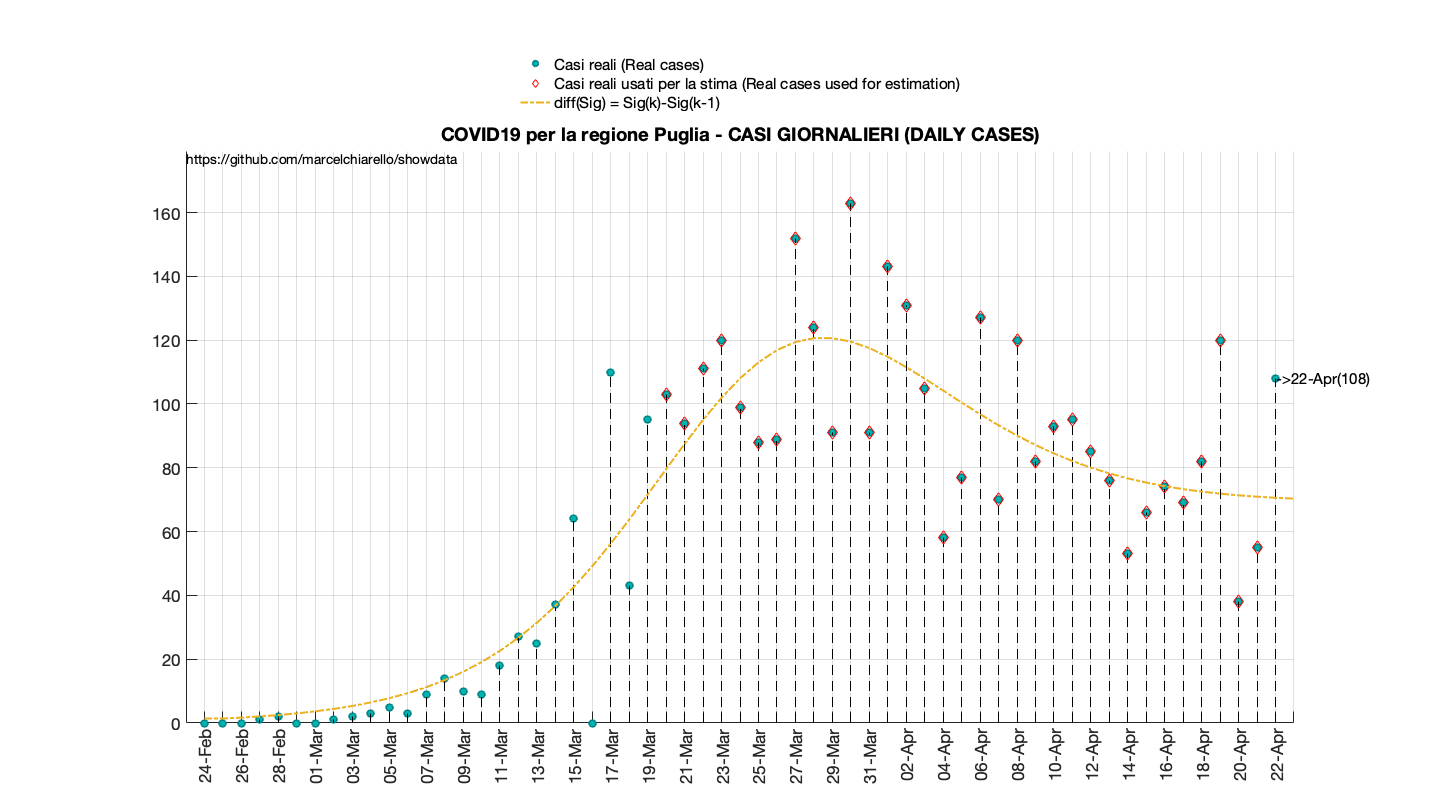 Casi reali (Real cases)
Casi reali usati per la stima (Real cases used for estimation)
diff(Sig) = Sig(k)-Sig(k-1)
COVID19 per la regione Puglia - CASI GIORNALIERI (DAILY CASES)
https://github.com/marcelchiarello/showdata
160
140
120
100
80
60
40
20
0
>22-Apr(108)
24-Feb
26-Feb
28-Feb
01-Mar
03-Mar
05-Mar
07-Mar
09-Mar
11-Mar
13-Mar
15-Mar
17-Mar
19-Mar
21-Mar
23-Mar
25-Mar
27-Mar
29-Mar
31-Mar
02-Apr
04-Apr
06-Apr
08-Apr
10-Apr
12-Apr
14-Apr
16-Apr
18-Apr
20-Apr
22-Apr